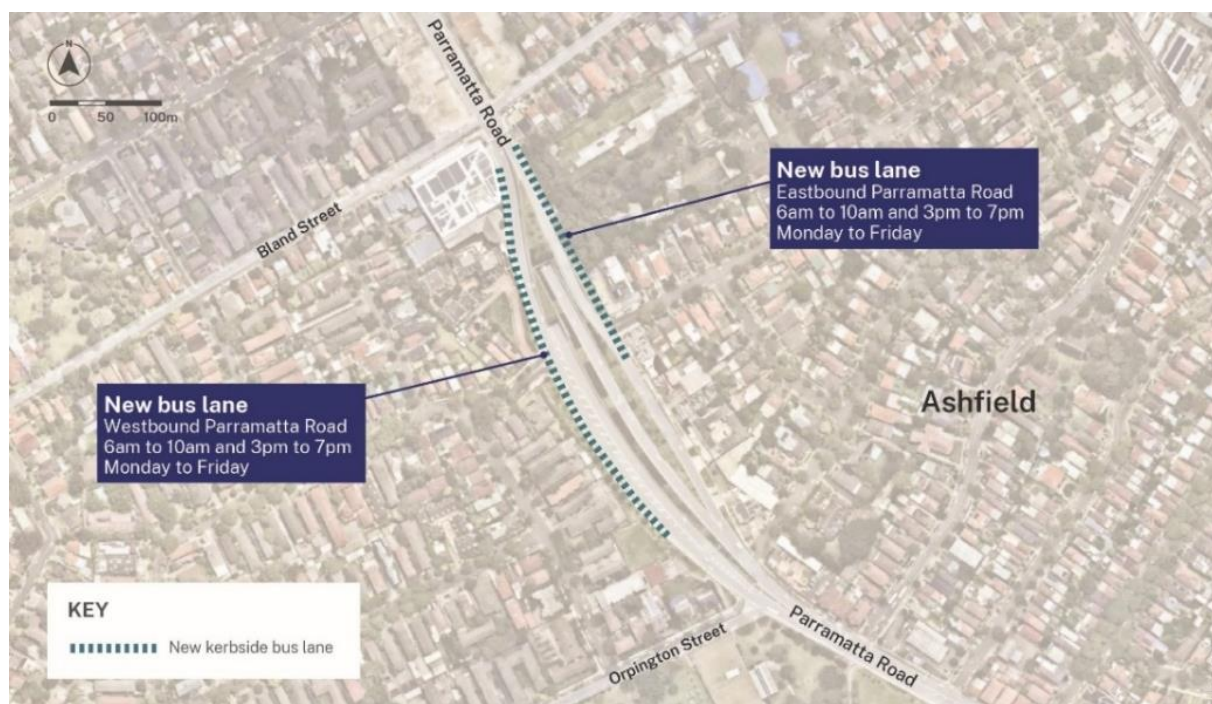 N
0 50 100m
Parramatta Road
Bland Street
New bus lane
Eastbound Parramatta Road
6am to 10am and 3pm to 7pm
Monday to Friday
New bus lane
Westbound Parramatta Road
6am to 10am and 3pm to 7pm
Monday to Friday
Ashfield
KEY
New kerbside bus lane
Orpington Street
Parramatta Road